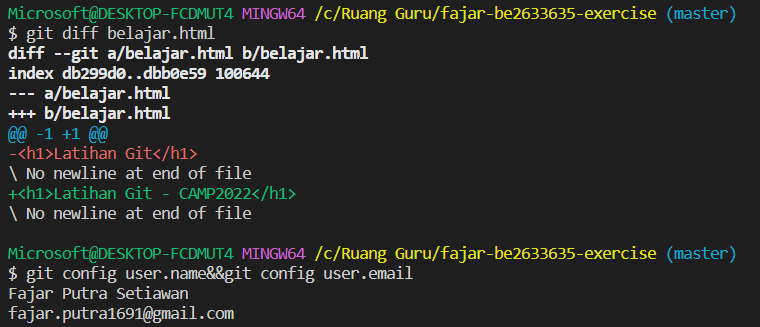 Microsoft@DESKTOP-FCDMUT4 MINGW64 /c/Ruang Guru/fajar-be2633635-exercise (master)
$ git diff belajar.html
diff --git a/belajar.html b/belajar.html
index db299d0..dbb0e59 100644
--- a/belajar.html
+++ b/belajar.html
@@ -1 +1 @@
-<h1>Latihan Git</h1>
\ No newline at end of file
+<h1>Latihan Git - CAMP2022</h1>
\ No newline at end of file
Microsoft@DESKTOP-FCDMUT4 MINGW64 /c/Ruang Guru/fajar-be2633635-exercise (master)
$ git config user.name&&git config user.email
Fajar Putra Setiawan
fajar.putra1691@gmail.com